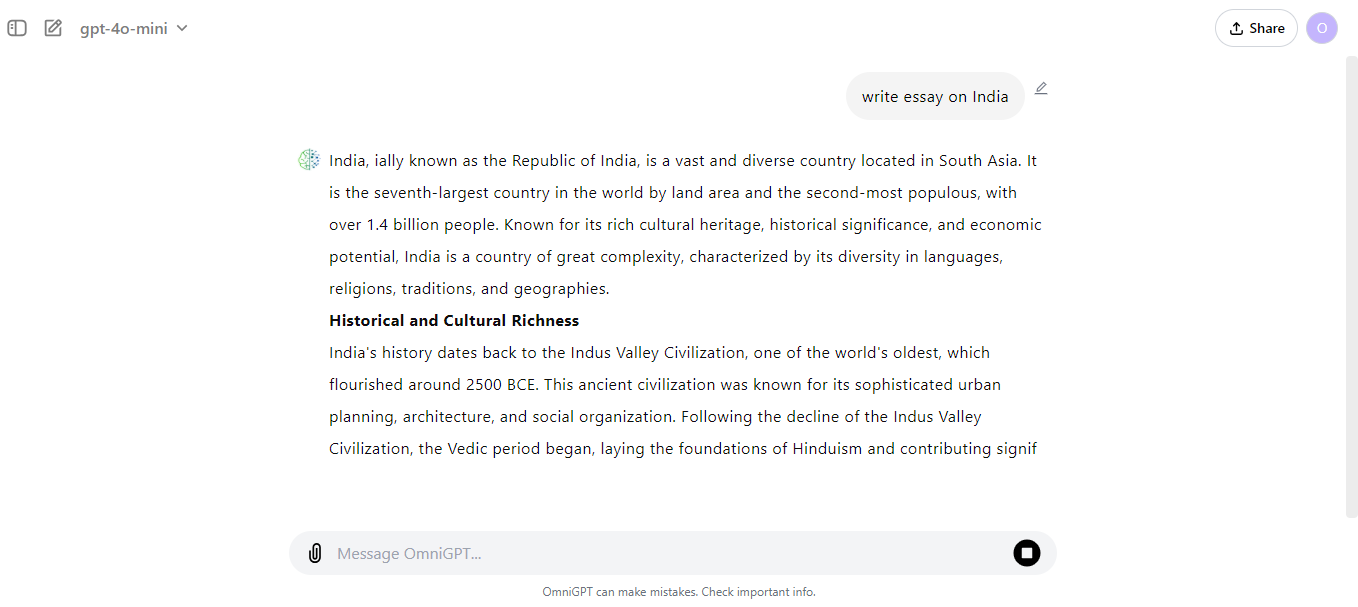 gpt-4o-mini
Share
O
write essay on India
India, ially known as the Republic of India, is a vast and diverse country located in South Asia. It
is the seventh-largest country in the world by land area and the second-most populous, with
over 1.4 billion people. Known for its rich cultural heritage, historical significance, and economic
potential, India is a country of great complexity, characterized by its diversity in languages,
religions, traditions, and geographies.
Historical and Cultural Richness
India's history dates back to the Indus Valley Civilization, one of the world's oldest, which
flourished around 2500 BCE. This ancient civilization was known for its sophisticated urban
planning, architecture, and social organization. Following the decline of the Indus Valley
Civilization, the Vedic period began, laying the foundations of Hinduism and contributing signif
Message OmniGPT...
OmniGPT can make mistakes. Check important info.